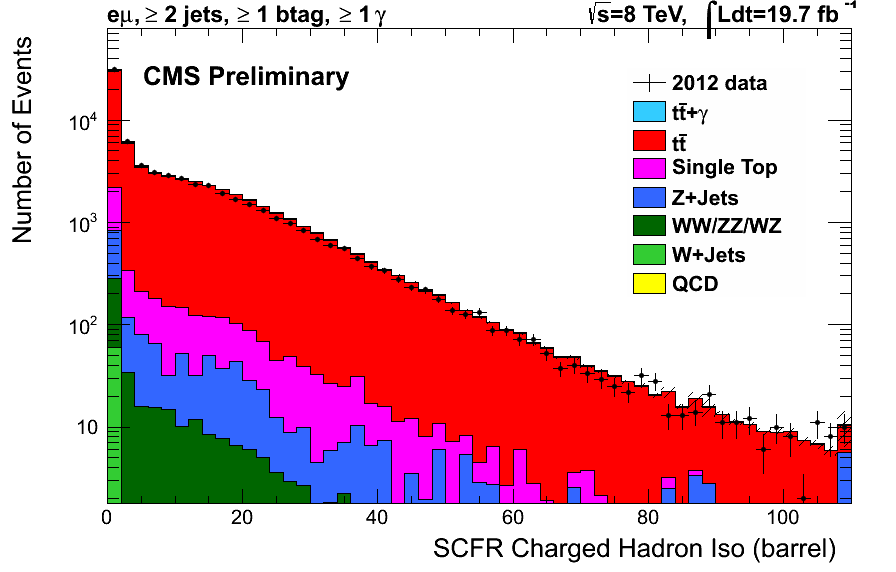 eμ, ≥ 2 jets, ≥ 1 btag, ≥ 1 γ
√s=8 TeV, ∫Ldt=19.7 fb⁻¹
CMS Preliminary
2012 data
tt̄+γ
tt̄
Single Top
Z+Jets
WW/ZZ/WZ
W+Jets
QCD
Number of Events
10⁴
10³
10²
10
0 20 40 60 80 100
SCFR Charged Hadron Iso (barrel)